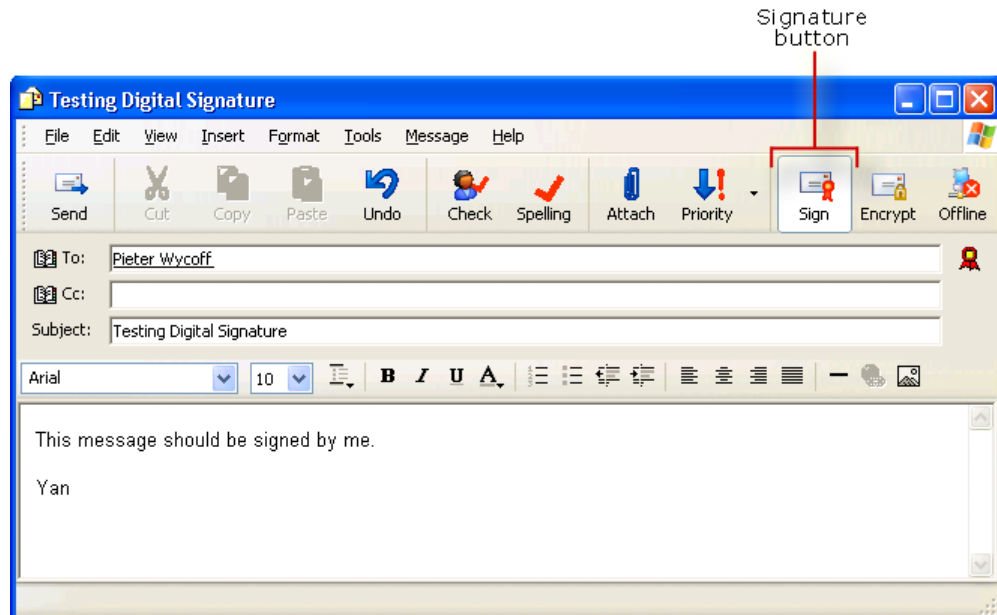 Signature
button
Testing Digital Signature
File Edit View Insert Format Tools Message Help
Send Cut Copy Paste Undo Check Spelling Attach Priority Sign Encrypt Offline
To: Pieter Wycoff
Cc:
Subject: Testing Digital Signature
Arial 10 B I U A
This message should be signed by me.
Yan